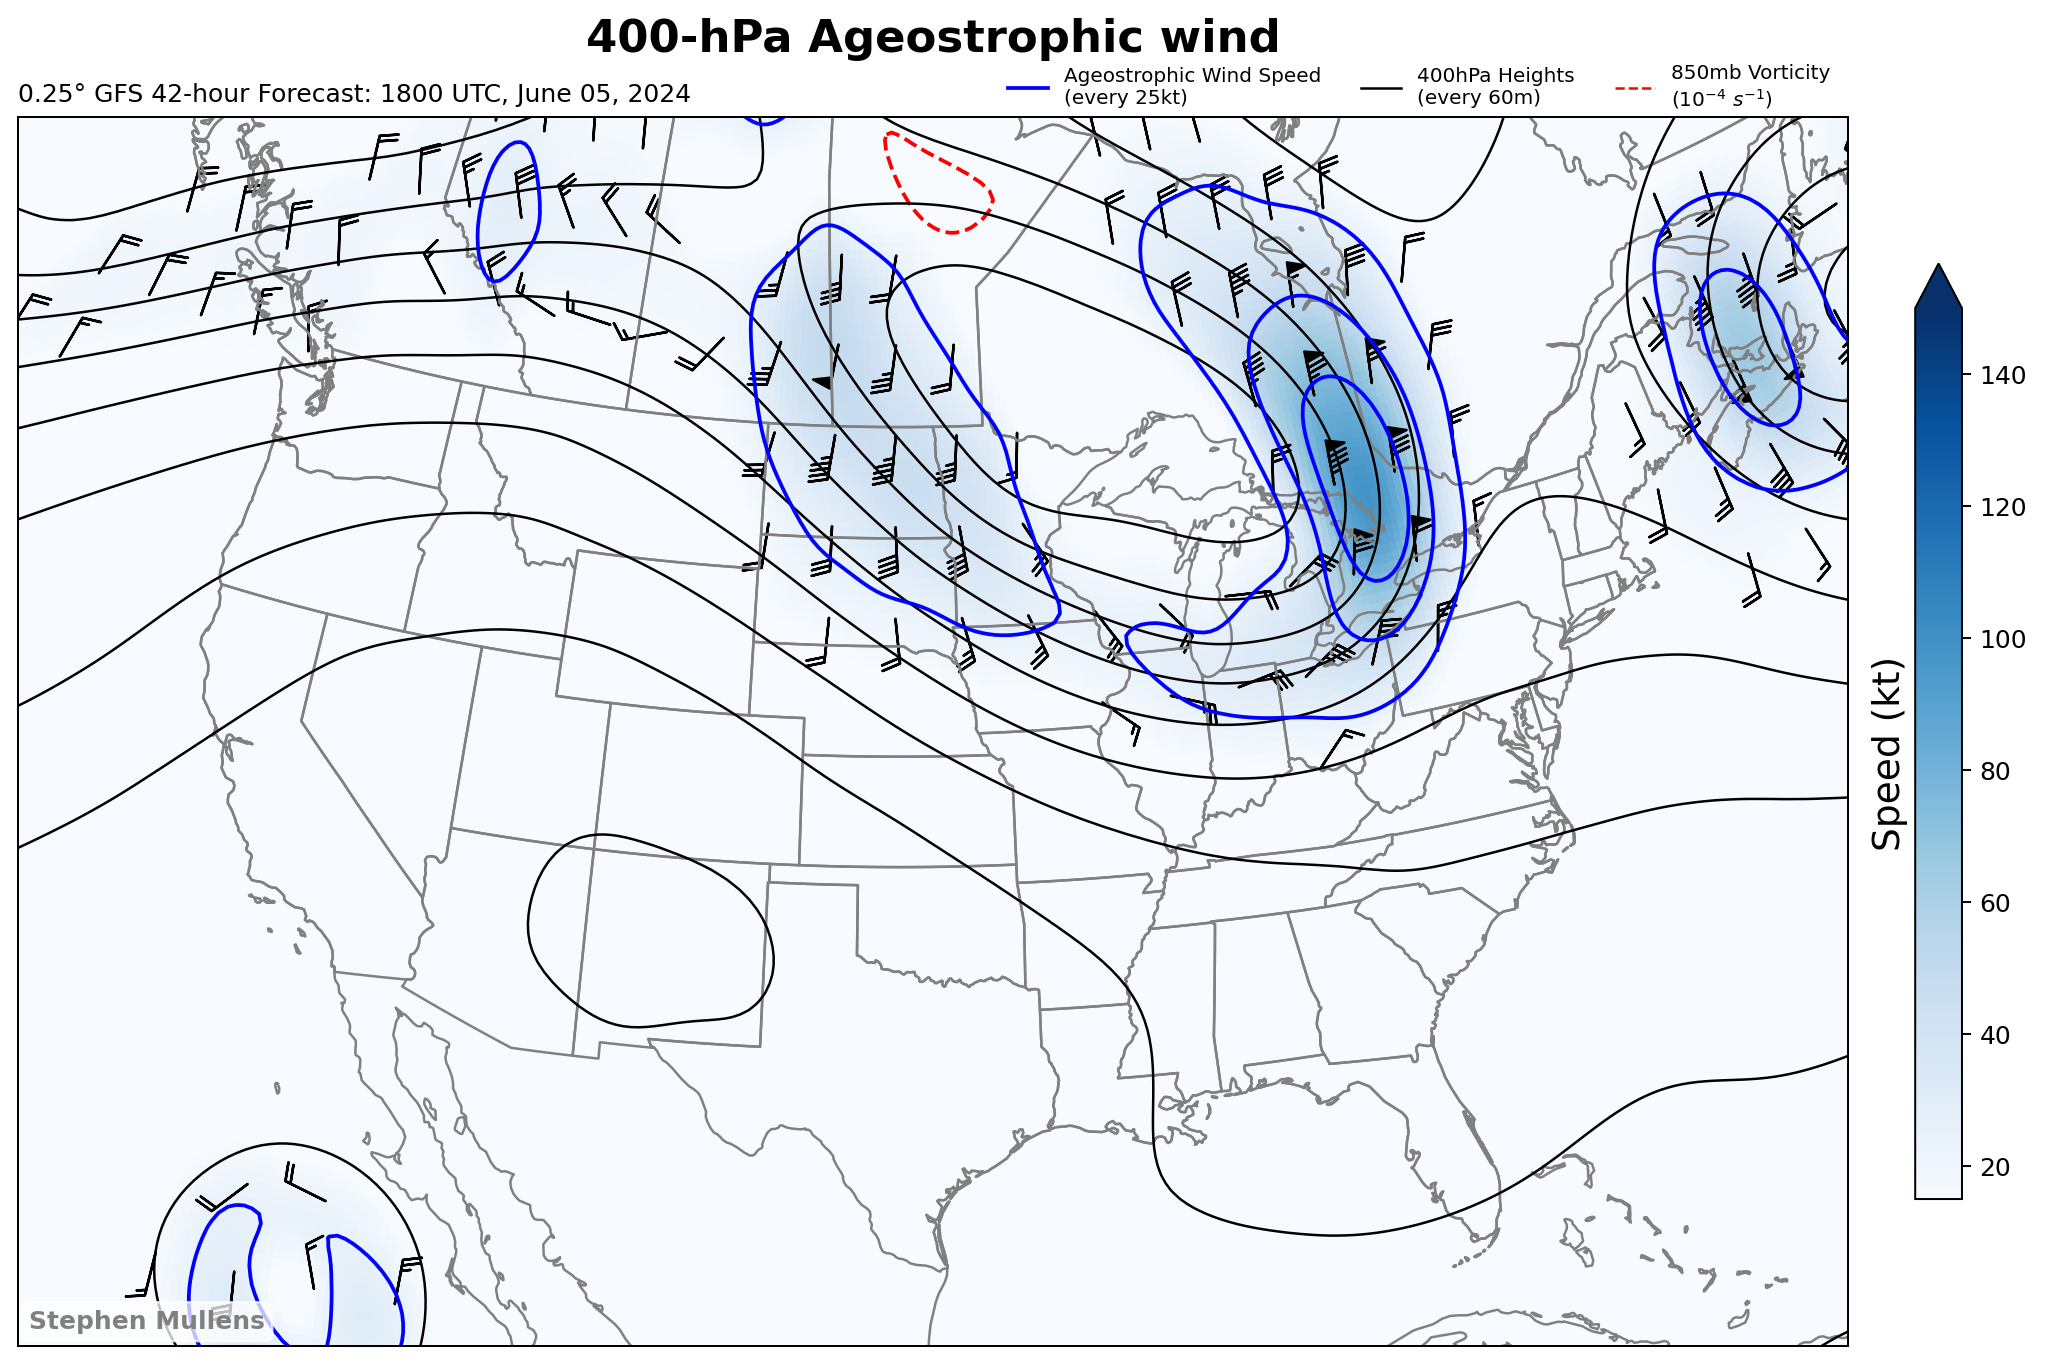 400-hPa Ageostrophic wind
0.25° GFS 42-hour Forecast: 1800 UTC, June 05, 2024
Ageostrophic Wind Speed
(every 25kt)
400hPa Heights
(every 60m)
850mb Vorticity
(10⁻⁴ s⁻¹)
140
120
100
80
60
40
20
Speed (kt)
Stephen Mullens